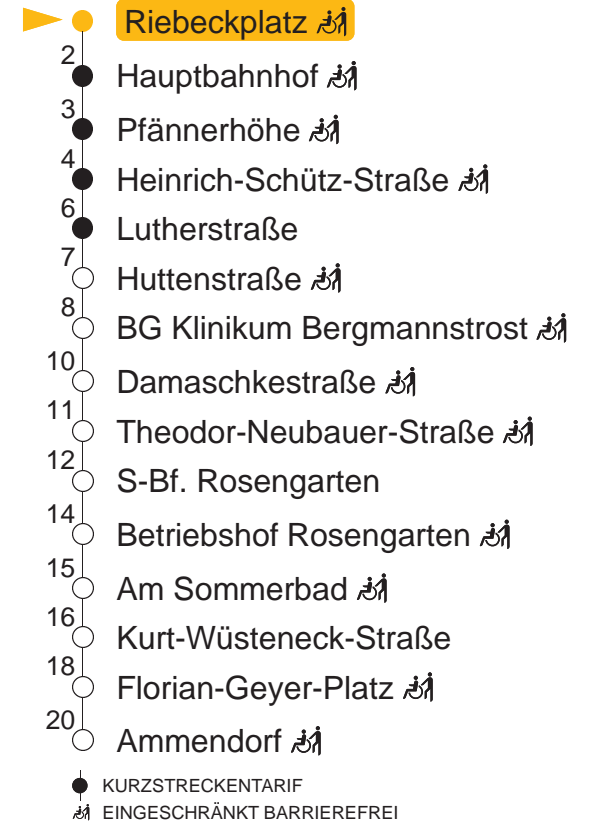 Riebeckplatz
2
Hauptbahnhof
3
Pfännerhöhe
4
Heinrich-Schütz-Straße
6
Lutherstraße
7
Huttenstraße
8
BG Klinikum Bergmannstrost
10
Damaschkestraße
11
Theodor-Neubauer-Straße
12
S-Bf. Rosengarten
14
Betriebshof Rosengarten
15
Am Sommerbad
16
Kurt-Wüsteneck-Straße
18
Florian-Geyer-Platz
20
Ammendorf
KURZSTRECKENTARIF
EINGESCHRÄNKT BARRIEREFREI